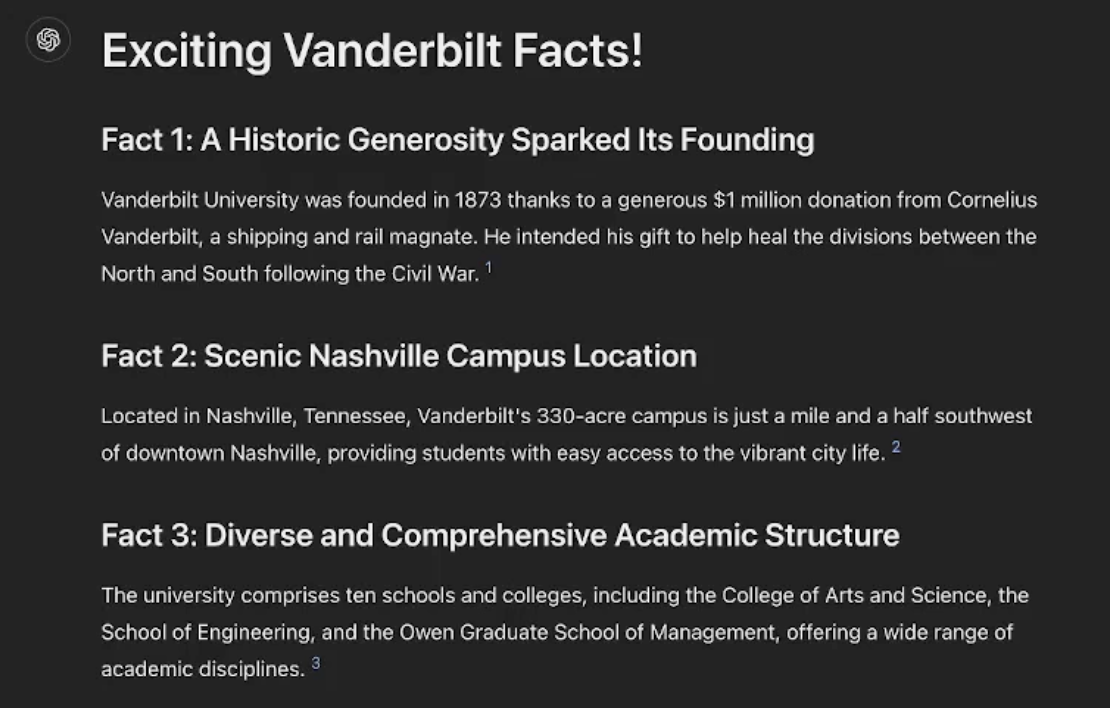 Exciting Vanderbilt Facts!
Fact 1: A Historic Generosity Sparked Its Founding
Vanderbilt University was founded in 1873 thanks to a generous $1 million donation from Cornelius
Vanderbilt, a shipping and rail magnate. He intended his gift to help heal the divisions between the
North and South following the Civil War. 1
Fact 2: Scenic Nashville Campus Location
Located in Nashville, Tennessee, Vanderbilt's 330-acre campus is just a mile and a half southwest
of downtown Nashville, providing students with easy access to the vibrant city life. 2
Fact 3: Diverse and Comprehensive Academic Structure
The university comprises ten schools and colleges, including the College of Arts and Science, the
School of Engineering, and the Owen Graduate School of Management, offering a wide range of
academic disciplines. 3